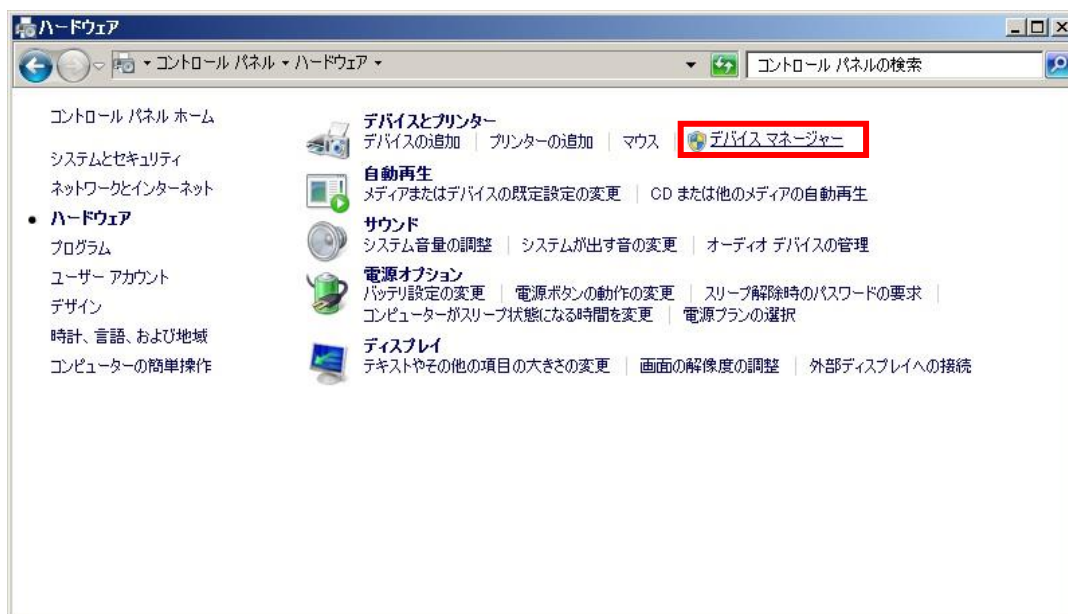 ハードウェア
コントロール パネル ハードウェア
コントロール パネルの検索
コントロール パネル ホーム
システムとセキュリティ
ネットワークとインターネット
ハードウェア
プログラム
ユーザー アカウント
デザイン
時計、言語、および地域
コンピューターの簡単操作
デバイスとプリンター
デバイスの追加 プリンターの追加 マウス デバイス マネージャー
自動再生
メディアまたはデバイスの既定設定の変更 CD または他のメディアの自動再生
サウンド
システム音量の調整 システムが出す音の変更 オーディオ デバイスの管理
電源オプション
バッテリ設定の変更 電源ボタンの動作の変更 スリープ解除時のパスワードの要求
コンピューターがスリープ状態になる時間を変更 電源プランの選択
ディスプレイ
テキストやその他の項目の大きさの変更 画面の解像度の調整 外部ディスプレイへの接続